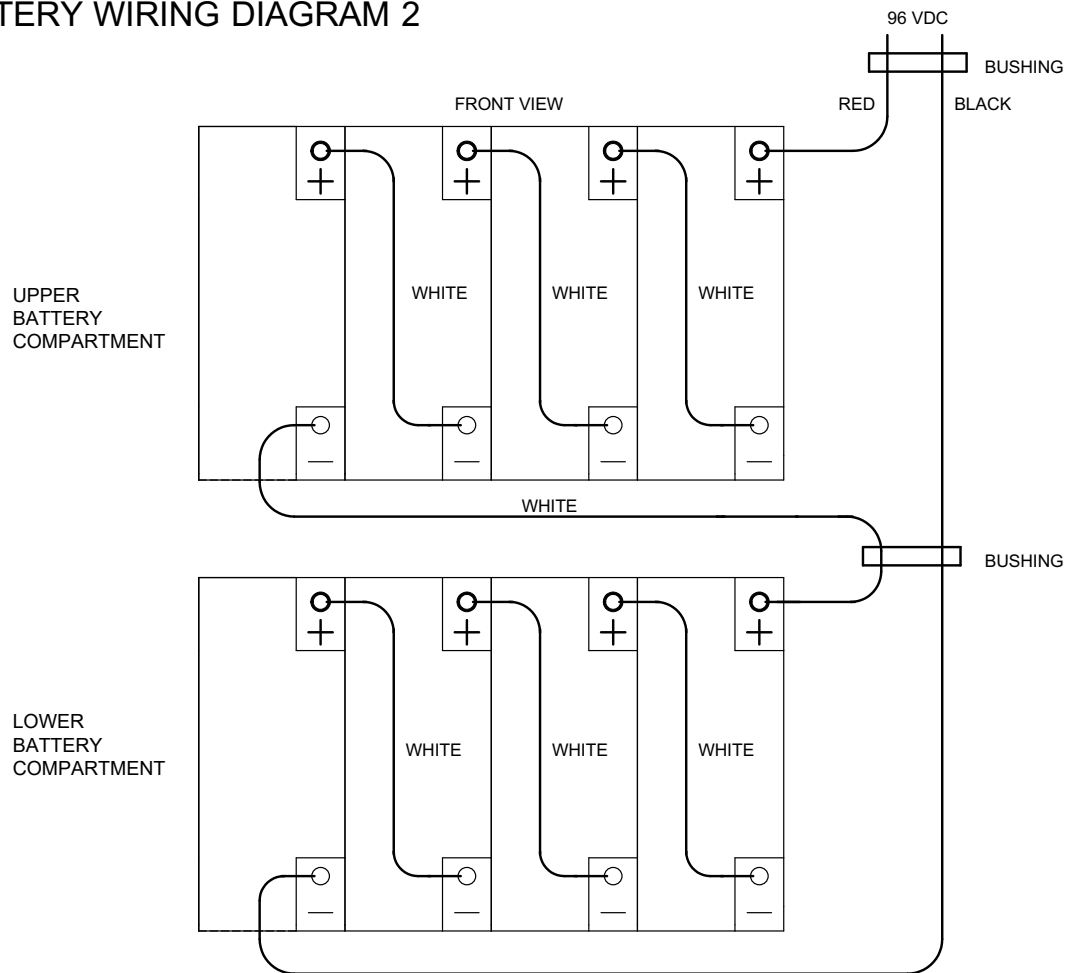 TERY WIRING DIAGRAM 2
96 VDC
BUSHING
FRONT VIEW
RED
BLACK
+ + + +
UPPER
BATTERY
COMPARTMENT
WHITE
WHITE
WHITE
— — — —
WHITE
BUSHING
+ + + +
LOWER
BATTERY
COMPARTMENT
WHITE
WHITE
WHITE
— — — —